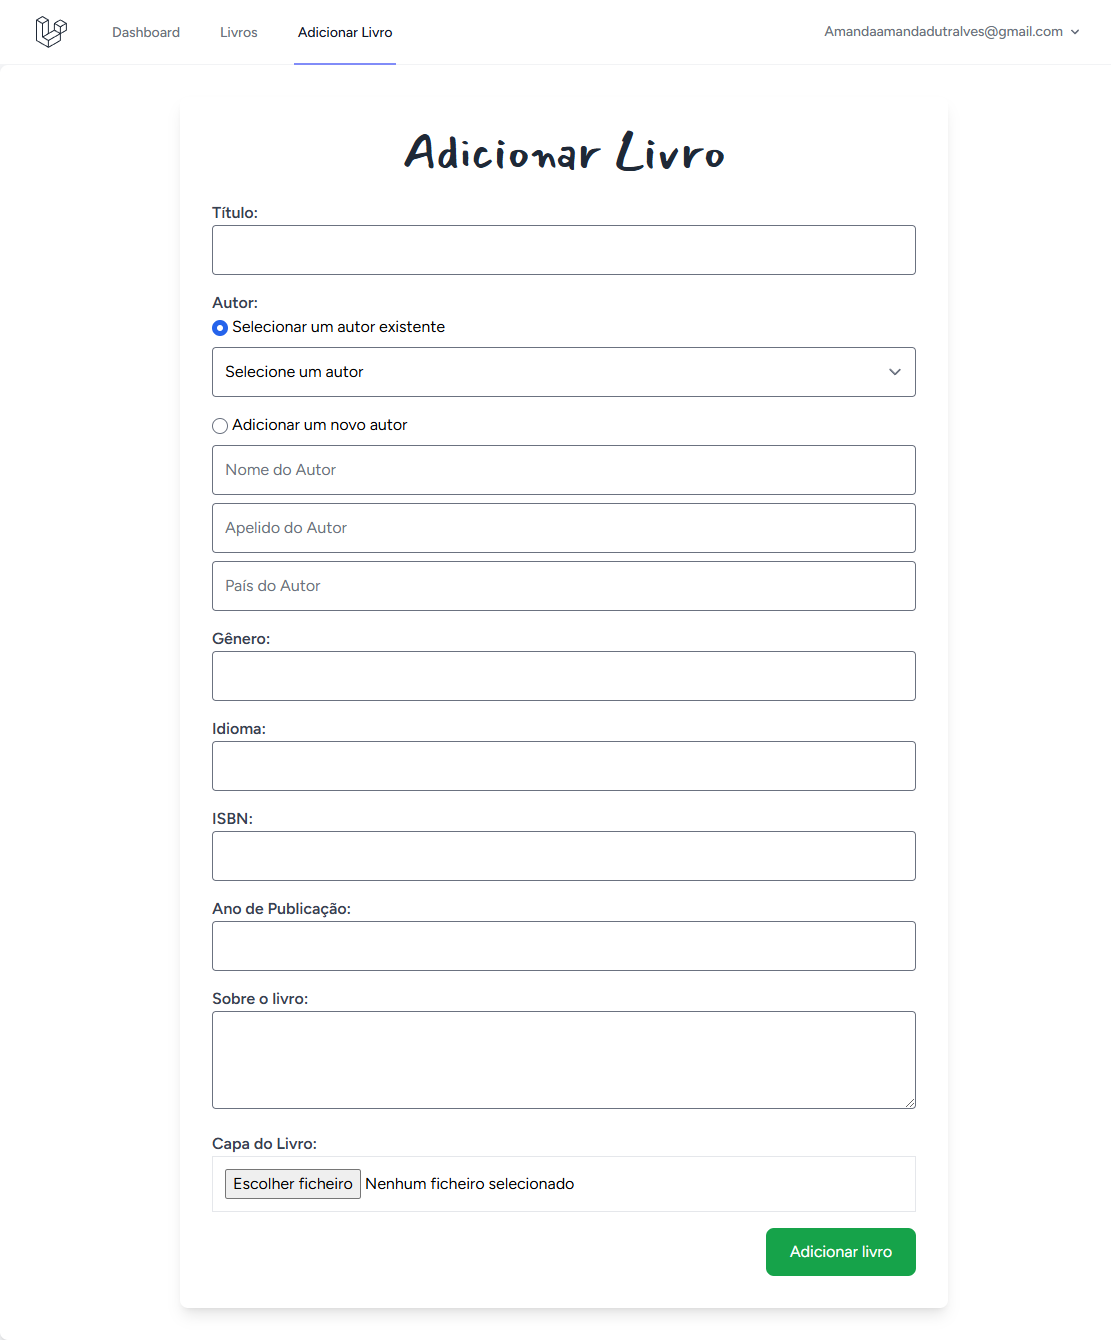 Dashboard Livros Adicionar Livro Amandaamandadutralves@gmail.com
Adicionar Livro
Título:
Autor:
Selecionar um autor existente
Selecione um autor
Adicionar um novo autor
Nome do Autor
Apelido do Autor
País do Autor
Gênero:
Idioma:
ISBN:
Ano de Publicação:
Sobre o livro:
Capa do Livro:
Escolher ficheiro Nenhum ficheiro selecionado
Adicionar livro